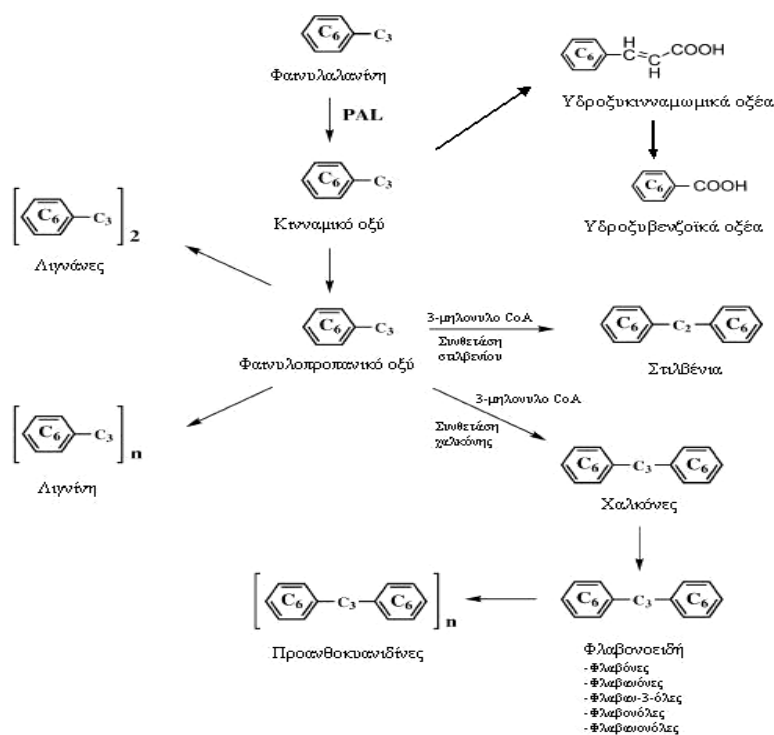 C6 C3
Φαινυλαλανίνη
PAL
C6 C3
Κινναμικό οξύ
C6 H C C H COOH
Υδροξυκινναμωμικά οξέα
C6 COOH
Υδροξυβενζοϊκά οξέα
[ C6 C3 ] 2
Λιγνάνες
C6 C3
Φαινυλοπροπανικό οξύ
3-μηλονυλο CoA
Συνθετάση
στιλβενίου
C6 C2 C6
Στιλβένια
[ C6 C3 ] n
Λιγνίνη
3-μηλονυλο CoA
Συνθετάση
χαλκόνης
C6 C3 C6
Χαλκόνες
C6 C3 C6
Φλαβονοειδή
-Φλαβόνες
-Φλαβανόνες
-Φλαβαν-3-όλες
-Φλαβονόλες
-Φλαβανονόλες
[ C6 C3 C6 ] n
Προανθοκυανιδίνες